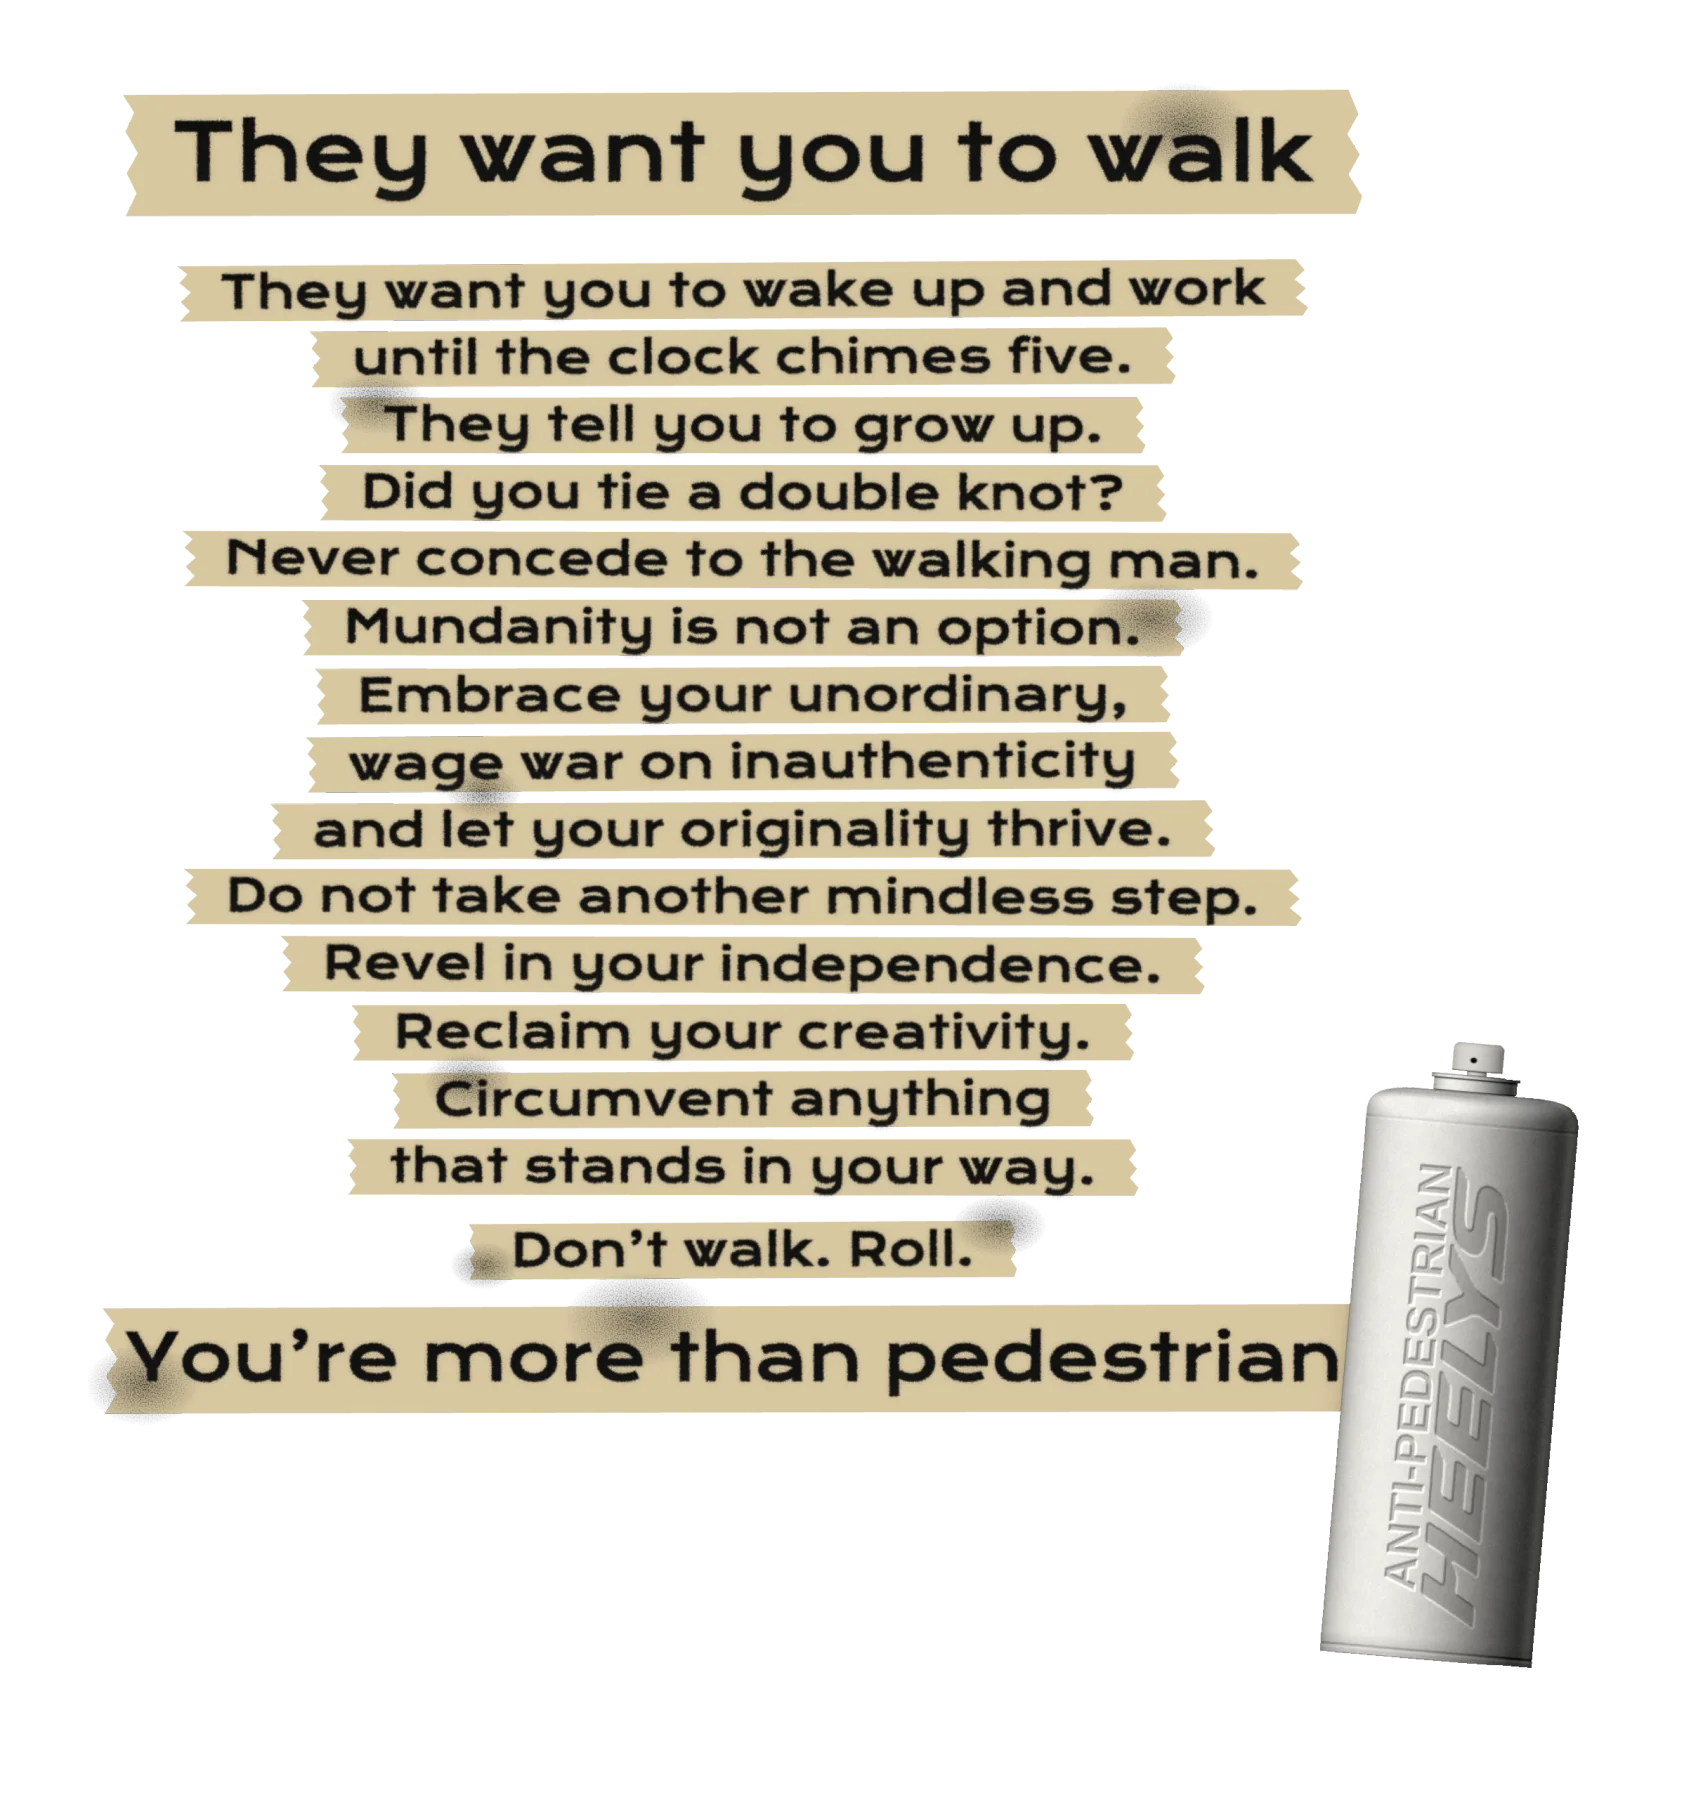 They want you to walk
They want you to wake up and work
until the clock chimes five.
They tell you to grow up.
Did you tie a double knot?
Never concede to the walking man.
Mundanity is not an option.
Embrace your unordinary,
wage war on inauthenticity
and let your originality thrive.
Do not take another mindless step.
Revel in your independence.
Reclaim your creativity.
Circumvent anything
that stands in your way.
Don’t walk. Roll.
You’re more than pedestrian
ANTI-PEDESTRIAN
HEELYS